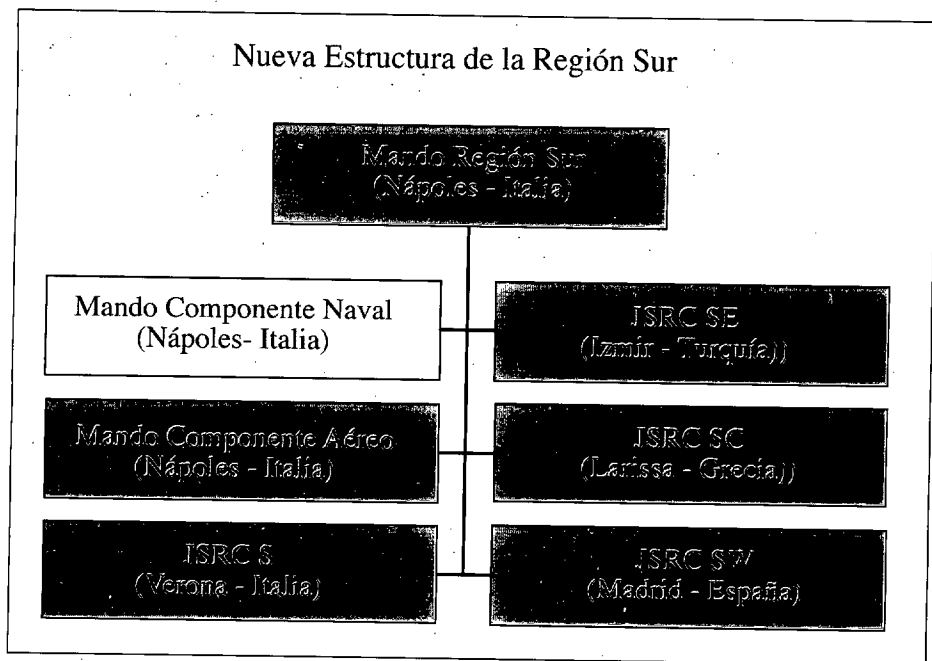 Nueva Estructura de la Región Sur
Mando Región Sur
(Nápoles - Italia)
Mando Componente Naval
(Nápoles- Italia)
JSRC SE
(Izmir - Turquía))
Mando Componente Aéreo
(Nápoles - Italia)
JSRC SC
(Larissa - Grecia))
JSRC S
(Verona - Italia)
JSRC SW
(Madrid - España)